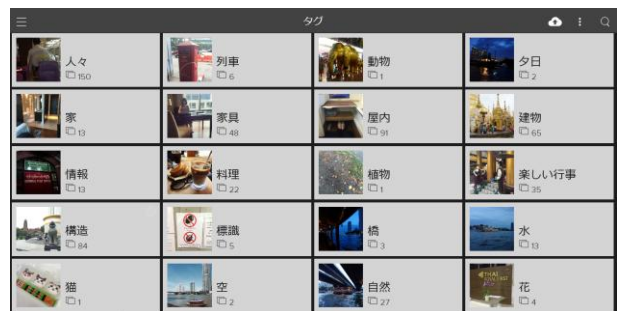 タグ
人々
150
列車
6
動物
1
夕日
2
家
13
家具
48
屋内
91
建物
65
情報
13
料理
22
植物
1
楽しい行事
35
構造
84
標識
5
橋
3
水
13
猫
1
空
2
自然
27
花
4